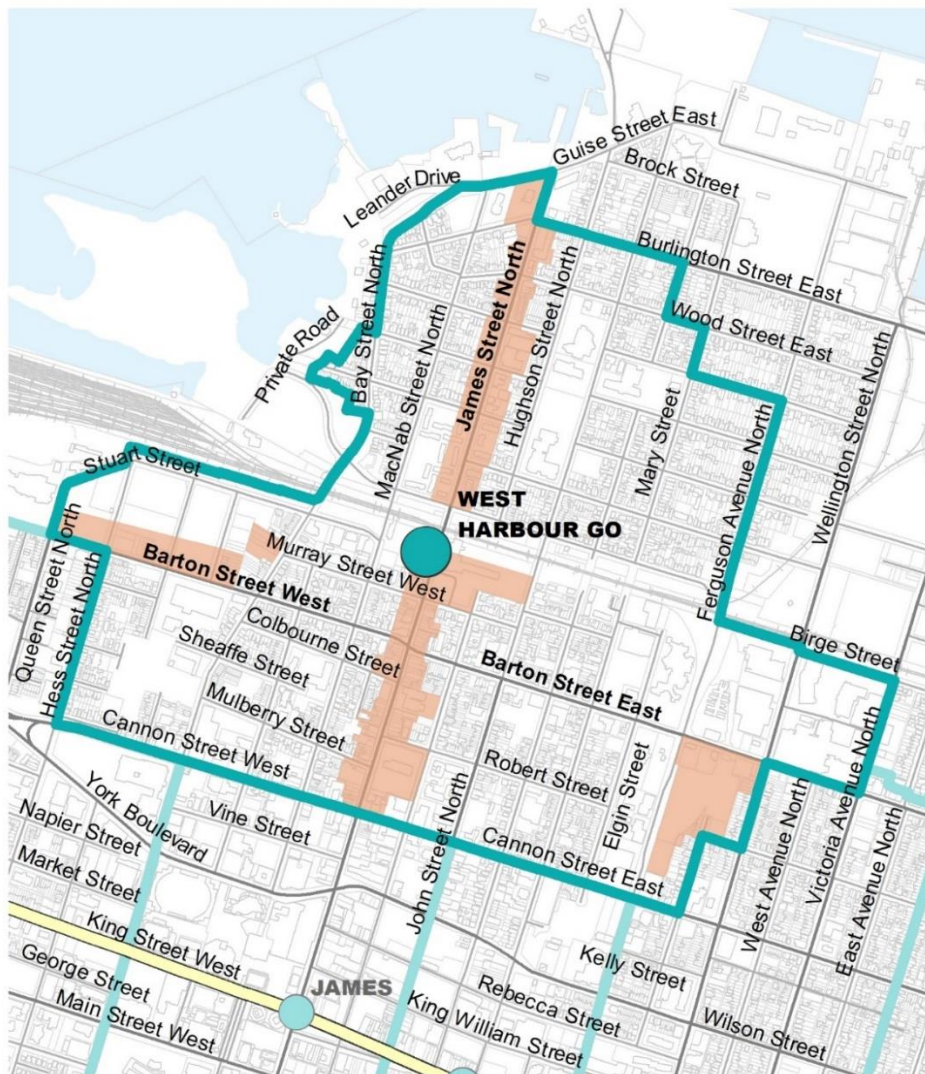 Guise Street East
Brock Street
Leander Drive
Burlington Street East
Wood Street East
Private Road
Bay Street North
MacNab Street North
James Street North
Hughson Street North
Mary Street
Ferguson Avenue North
Wellington Street North
Stuart Street
WEST
HARBOUR GO
Queen Street North
Hess Street North
Barton Street West
Murray Street West
Colbourne Street
Sheaffe Street
Mulberry Street
Cannon Street West
Barton Street East
Birge Street
Robert Street
Elgin Street
Cannon Street East
York Boulevard
Vine Street
John Street North
West Avenue North
Victoria Avenue North
East Avenue North
Napier Street
Market Street
King Street West
George Street
Main Street West
JAMES
Kelly Street
Rebecca Street
King William Street
Wilson Street